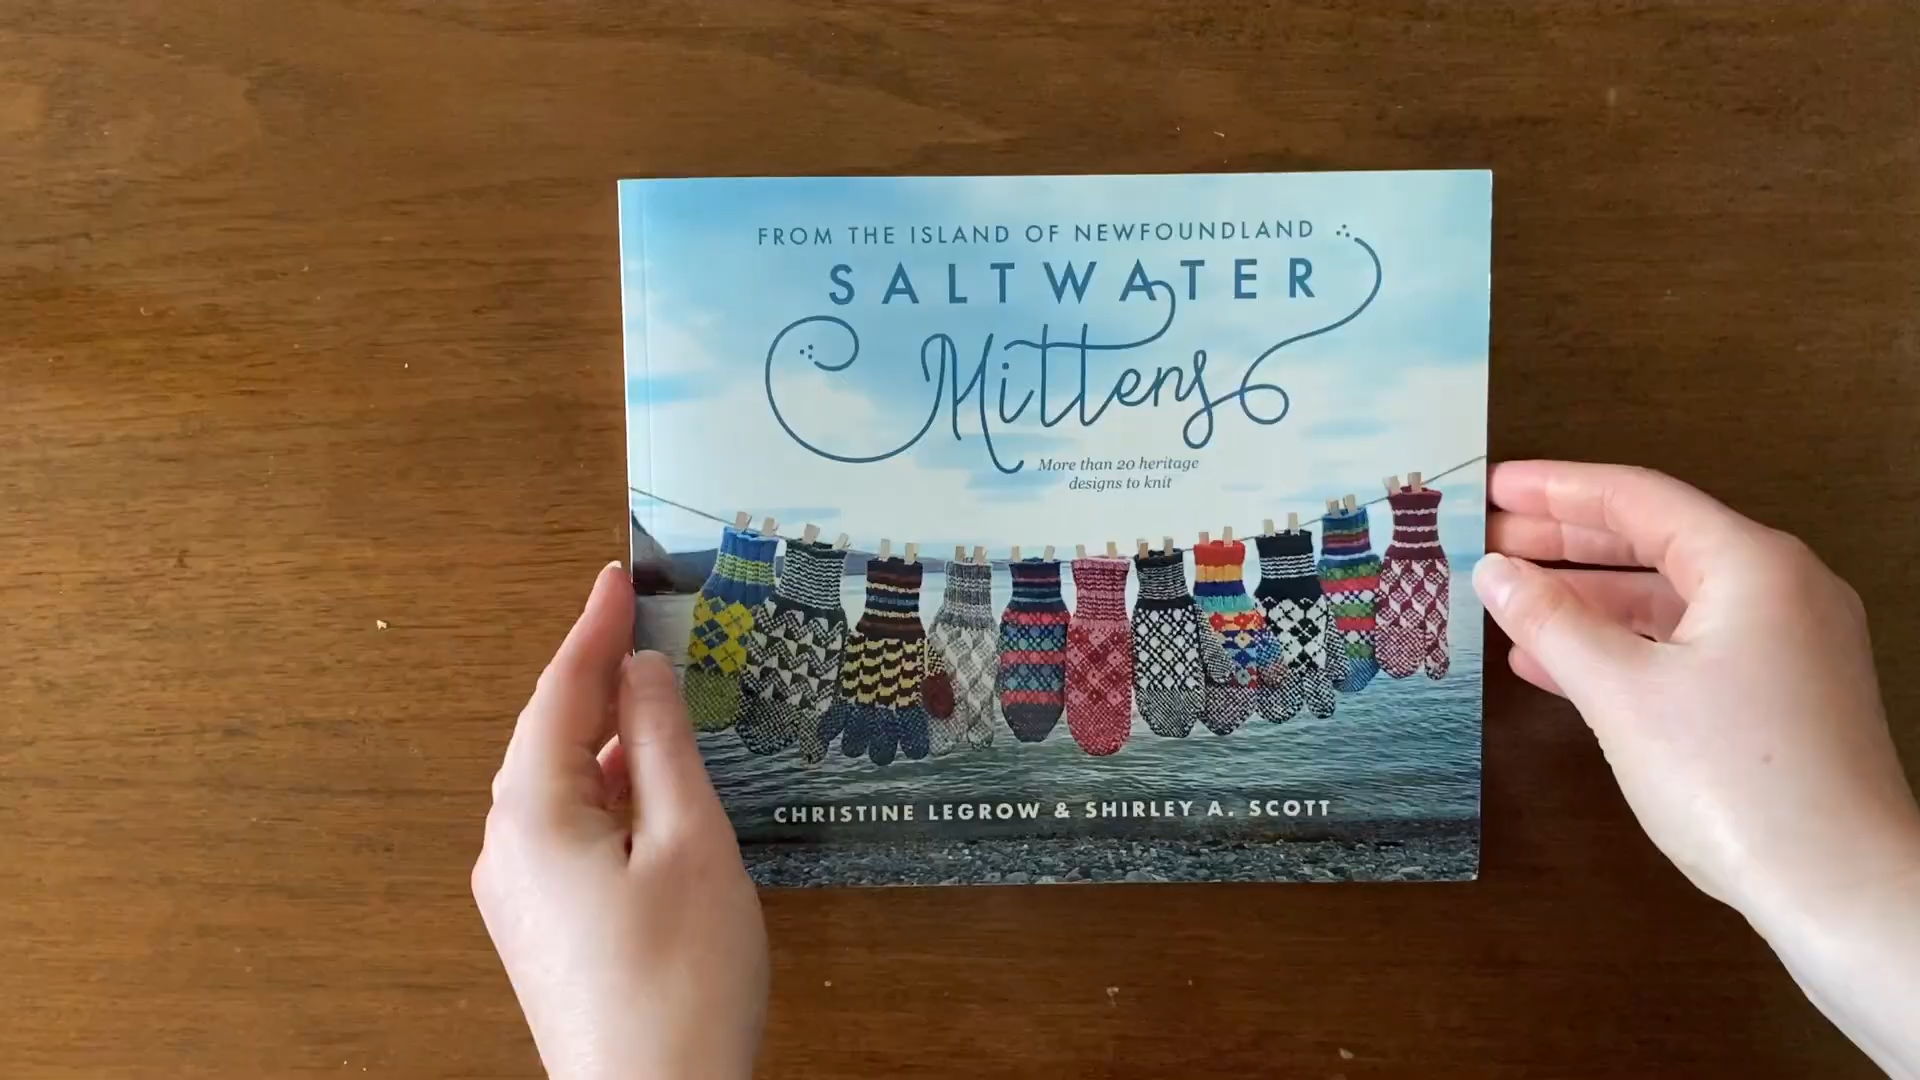 FROM THE ISLAND OF NEWFOUNDLAND
SALTWATER
Mittens
More than 20 heritage
designs to knit
CHRISTINE LEGROW & SHIRLEY A. SCOTT